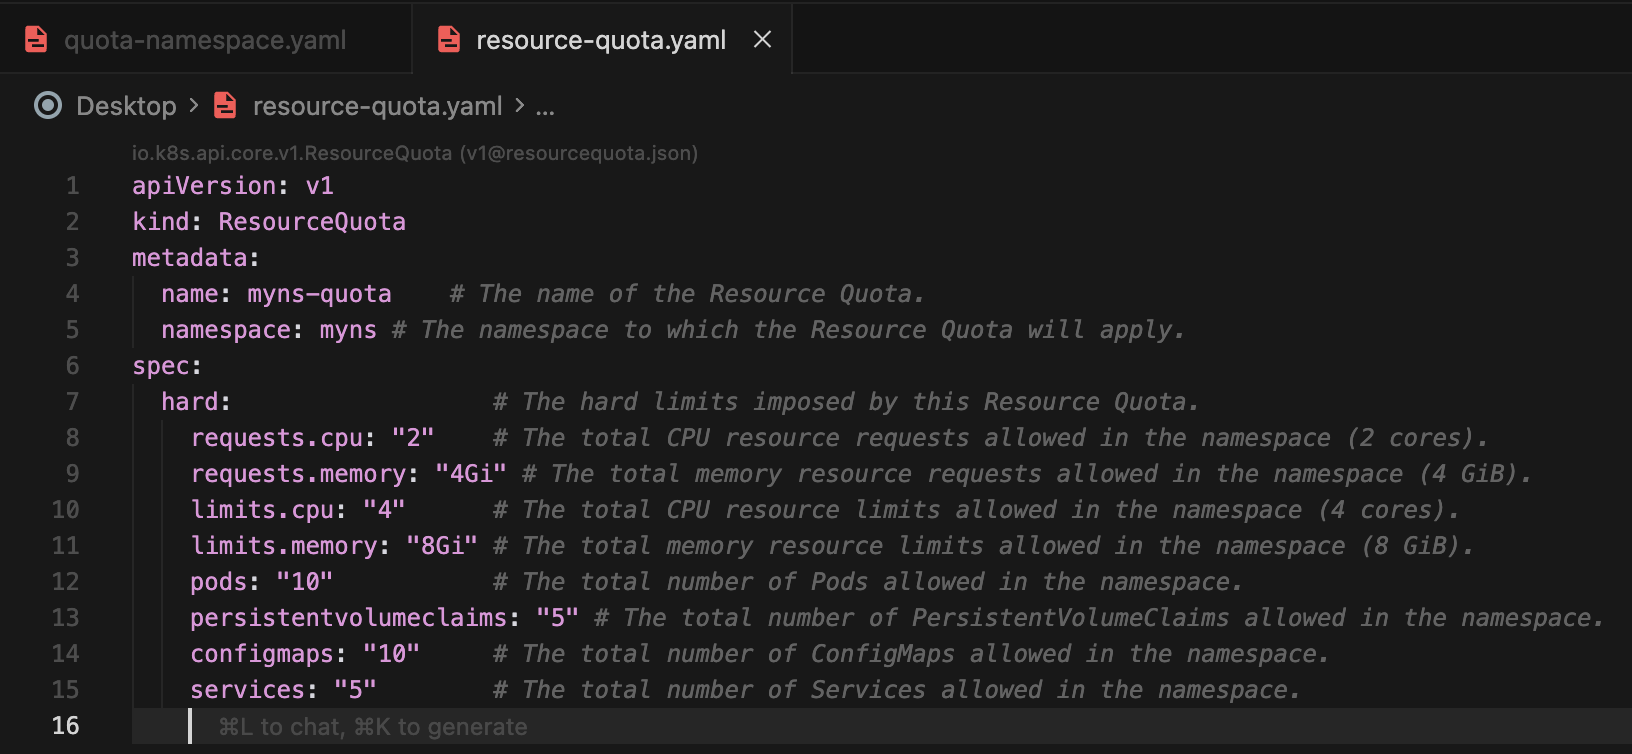 quota-namespace.yaml
resource-quota.yaml
Desktop > resource-quota.yaml > ...
io.k8s.api.core.v1.ResourceQuota (v1@resourcequota.json)
1 apiVersion: v1
2 kind: ResourceQuota
3 metadata:
4   name: myns-quota    # The name of the Resource Quota.
5   namespace: myns # The namespace to which the Resource Quota will apply.
6 spec:
7   hard:                  # The hard limits imposed by this Resource Quota.
8     requests.cpu: "2"    # The total CPU resource requests allowed in the namespace (2 cores).
9     requests.memory: "4Gi" # The total memory resource requests allowed in the namespace (4 GiB).
10     limits.cpu: "4"      # The total CPU resource limits allowed in the namespace (4 cores).
11     limits.memory: "8Gi" # The total memory resource limits allowed in the namespace (8 GiB).
12     pods: "10"           # The total number of Pods allowed in the namespace.
13     persistentvolumeclaims: "5" # The total number of PersistentVolumeClaims allowed in the namespace.
14     configmaps: "10"     # The total number of ConfigMaps allowed in the namespace.
15     services: "5"        # The total number of Services allowed in the namespace.
16     ⌘L to chat, ⌘K to generate